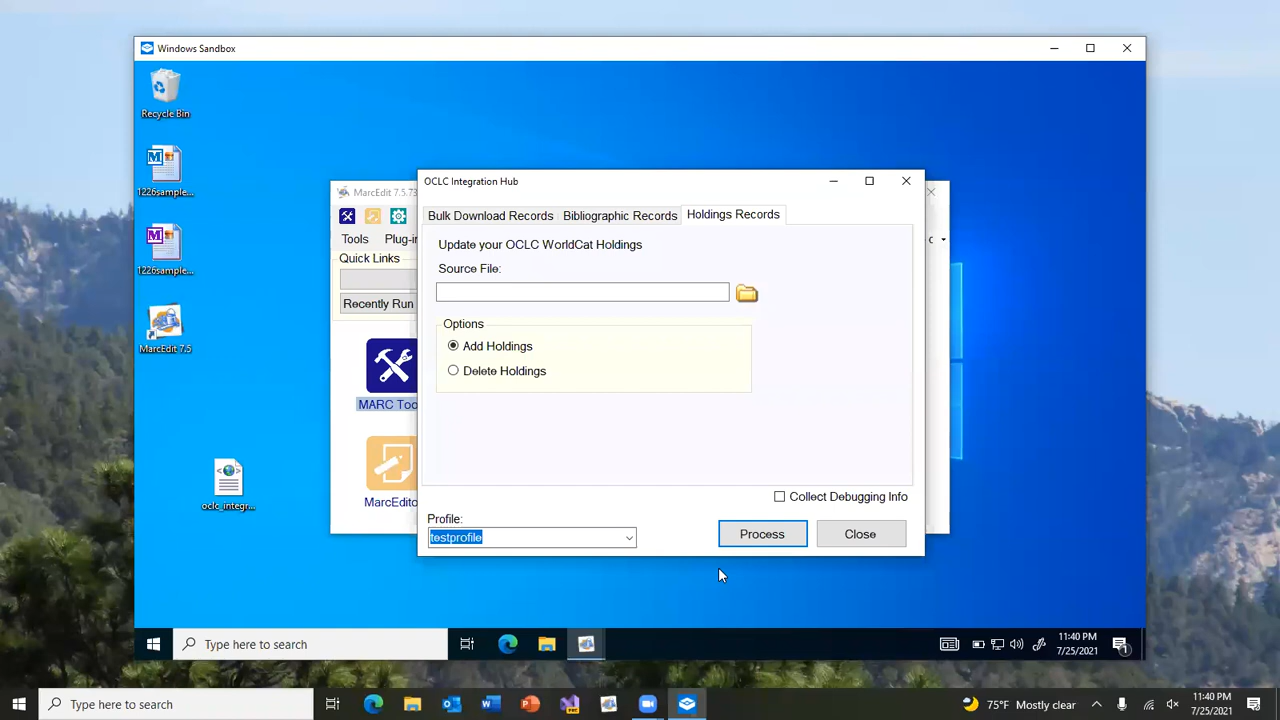 Windows Sandbox
Recycle Bin
1226sample...
1226sample...
MarcEdit 7.5
oclc_integr...
MarcEdit 7.5.73
Tools Plug-in
Quick Links
Recently Run
MARC Too
MarcEdito
OCLC Integration Hub
Bulk Download Records Bibliographic Records Holdings Records
Update your OCLC WorldCat Holdings
Source File:
Options
Add Holdings
Delete Holdings
Collect Debugging Info
Profile:
testprofile
Process Close
Type here to search
11:40 PM
7/25/2021
1
Type here to search
75°F Mostly clear
11:40 PM
7/25/2021